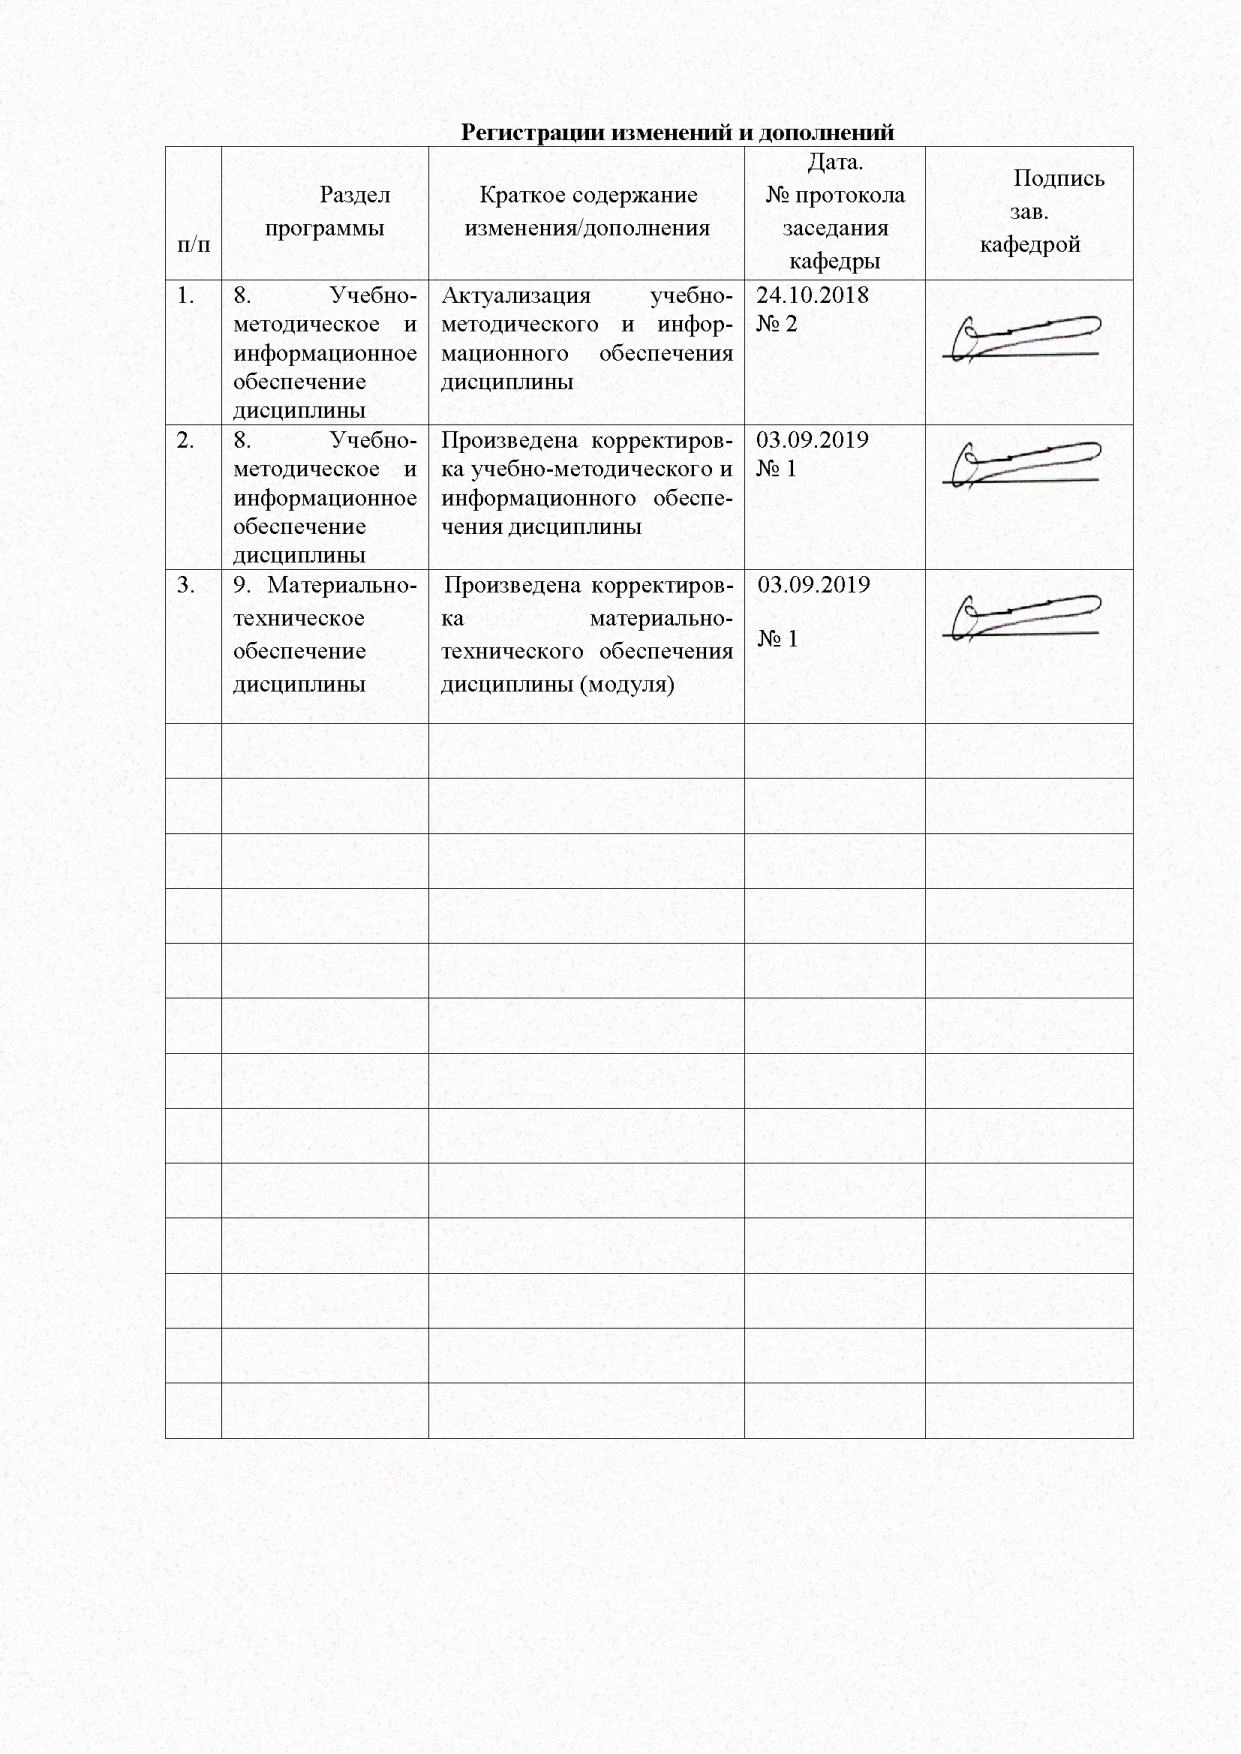 Регистрации изменений и дополнений
п/п
Раздел
программы
Краткое содержание
изменения/дополнения
Дата.
№ протокола
заседания
кафедры
Подпись
зав.
кафедрой
1.
8. Учебно-
методическое и
информационное
обеспечение
дисциплины
Актуализация учебно-
методического и инфор-
мационного обеспечения
дисциплины
24.10.2018
№ 2
2.
8. Учебно-
методическое и
информационное
обеспечение
дисциплины
Произведена корректиров-
ка учебно-методического и
информационного обеспе-
чения дисциплины
03.09.2019
№ 1
3.
9. Материально-
техническое
обеспечение
дисциплины
Произведена корректиров-
ка материально-
технического обеспечения
дисциплины (модуля)
03.09.2019
№ 1